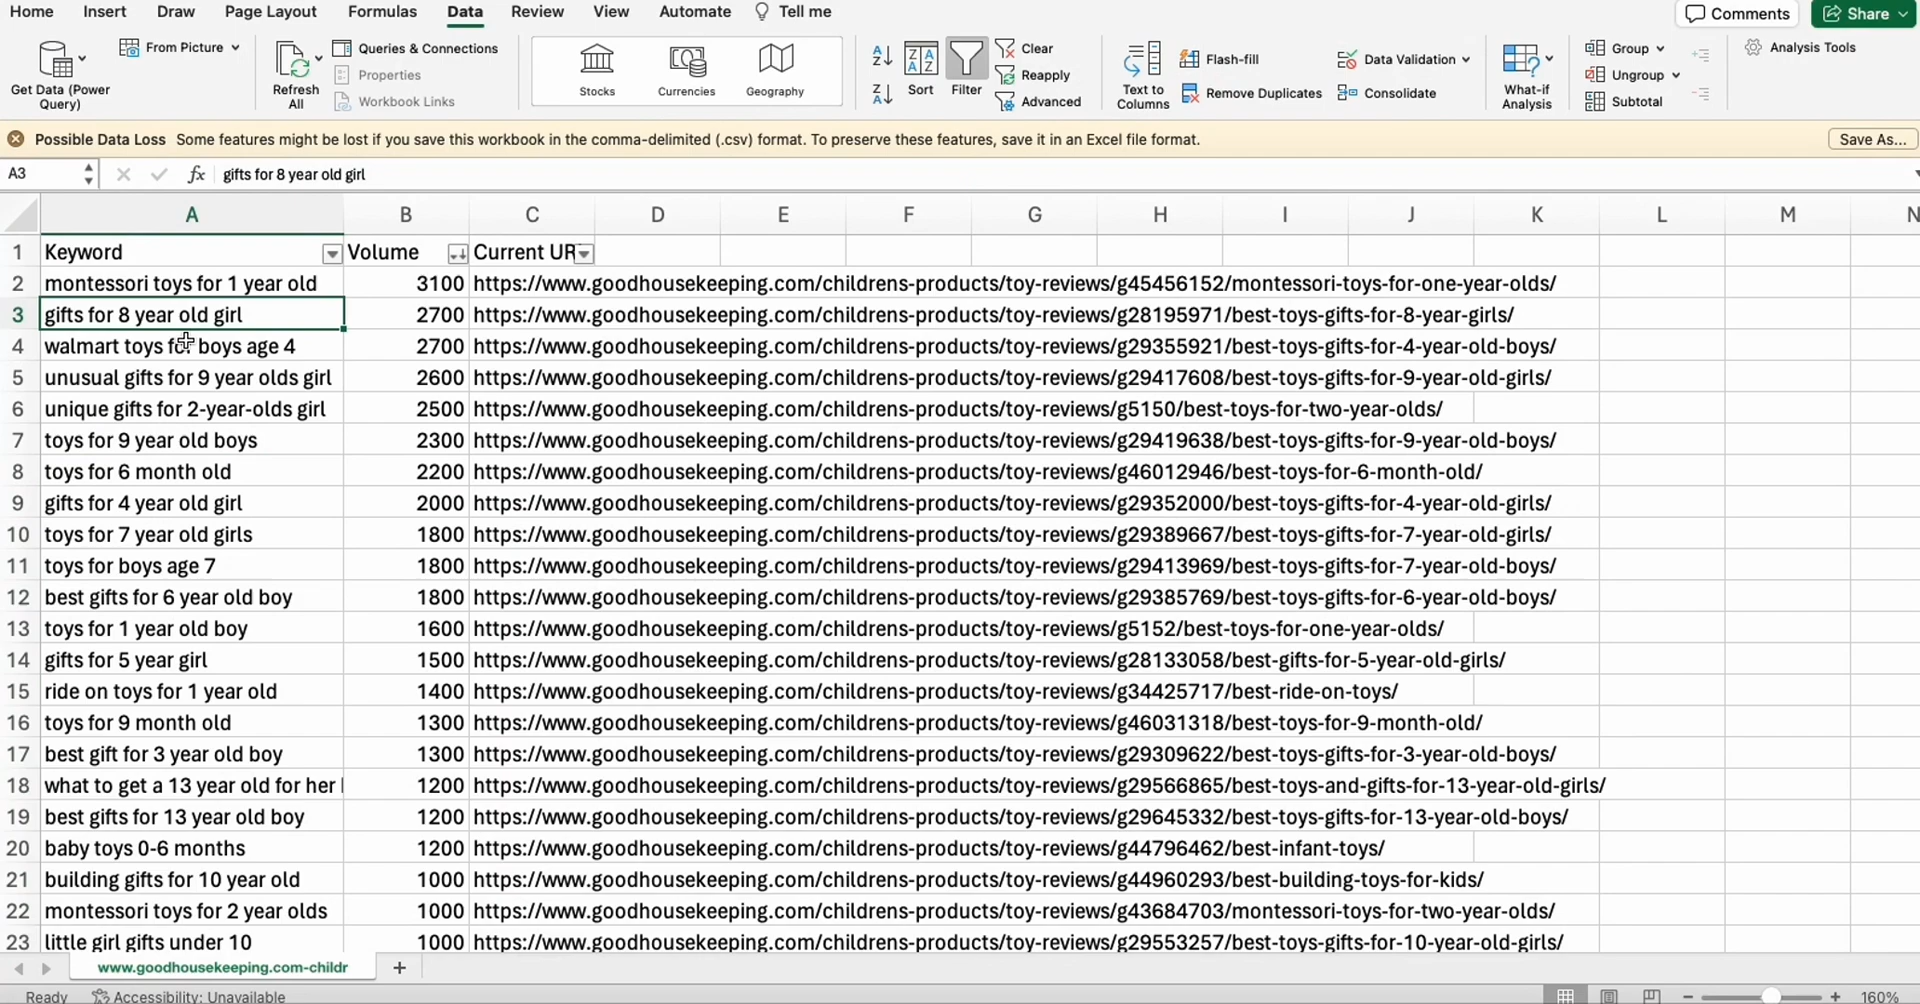 Home Insert Draw Page Layout Formulas Data Review View Automate Tell me Comments Share
Get Data (Power Query) From Picture Refresh All Queries & Connections Properties Workbook Links Stocks Currencies Geography Sort Filter Clear Reapply Advanced Text to Columns Flash-fill Remove Duplicates Data Validation Consolidate What-if Analysis Group Ungroup Subtotal Analysis Tools
Possible Data Loss Some features might be lost if you save this workbook in the comma-delimited (.csv) format. To preserve these features, save it in an Excel file format. Save As...
A3 fx gifts for 8 year old girl
A B C D E F G H I J K L M N
1 Keyword Volume Current UR
2 montessori toys for 1 year old 3100 https://www.goodhousekeeping.com/childrens-products/toy-reviews/g45456152/montessori-toys-for-one-year-olds/
3 gifts for 8 year old girl 2700 https://www.goodhousekeeping.com/childrens-products/toy-reviews/g28195971/best-toys-gifts-for-8-year-girls/
4 walmart toys for boys age 4 2700 https://www.goodhousekeeping.com/childrens-products/toy-reviews/g29355921/best-toys-gifts-for-4-year-old-boys/
5 unusual gifts for 9 year olds girl 2600 https://www.goodhousekeeping.com/childrens-products/toy-reviews/g29417608/best-toys-gifts-for-9-year-old-girls/
6 unique gifts for 2-year-olds girl 2500 https://www.goodhousekeeping.com/childrens-products/toy-reviews/g5150/best-toys-for-two-year-olds/
7 toys for 9 year old boys 2300 https://www.goodhousekeeping.com/childrens-products/toy-reviews/g29419638/best-toys-gifts-for-9-year-old-boys/
8 toys for 6 month old 2200 https://www.goodhousekeeping.com/childrens-products/toy-reviews/g46012946/best-toys-for-6-month-old/
9 gifts for 4 year old girl 2000 https://www.goodhousekeeping.com/childrens-products/toy-reviews/g29352000/best-toys-gifts-for-4-year-old-girls/
10 toys for 7 year old girls 1800 https://www.goodhousekeeping.com/childrens-products/toy-reviews/g29389667/best-toys-gifts-for-7-year-old-girls/
11 toys for boys age 7 1800 https://www.goodhousekeeping.com/childrens-products/toy-reviews/g29413969/best-toys-gifts-for-7-year-old-boys/
12 best gifts for 6 year old boy 1800 https://www.goodhousekeeping.com/childrens-products/toy-reviews/g29385769/best-toys-gifts-for-6-year-old-boys/
13 toys for 1 year old boy 1600 https://www.goodhousekeeping.com/childrens-products/toy-reviews/g5152/best-toys-for-one-year-olds/
14 gifts for 5 year girl 1500 https://www.goodhousekeeping.com/childrens-products/toy-reviews/g28133058/best-gifts-for-5-year-old-girls/
15 ride on toys for 1 year old 1400 https://www.goodhousekeeping.com/childrens-products/toy-reviews/g34425717/best-ride-on-toys/
16 toys for 9 month old 1300 https://www.goodhousekeeping.com/childrens-products/toy-reviews/g46031318/best-toys-for-9-month-old/
17 best gift for 3 year old boy 1300 https://www.goodhousekeeping.com/childrens-products/toy-reviews/g29309622/best-toys-gifts-for-3-year-old-boys/
18 what to get a 13 year old for her 1200 https://www.goodhousekeeping.com/childrens-products/toy-reviews/g29566865/best-toys-and-gifts-for-13-year-old-girls/
19 best gifts for 13 year old boy 1200 https://www.goodhousekeeping.com/childrens-products/toy-reviews/g29645332/best-toys-gifts-for-13-year-old-boys/
20 baby toys 0-6 months 1200 https://www.goodhousekeeping.com/childrens-products/toy-reviews/g44796462/best-infant-toys/
21 building gifts for 10 year old 1000 https://www.goodhousekeeping.com/childrens-products/toy-reviews/g44960293/best-building-toys-for-kids/
22 montessori toys for 2 year olds 1000 https://www.goodhousekeeping.com/childrens-products/toy-reviews/g43684703/montessori-toys-for-two-year-olds/
23 little girl gifts under 10 1000 https://www.goodhousekeeping.com/childrens-products/toy-reviews/g29553257/best-toys-gifts-for-10-year-old-girls/
www.goodhousekeeping.com-childr
Ready Accessibility: Unavailable 160%